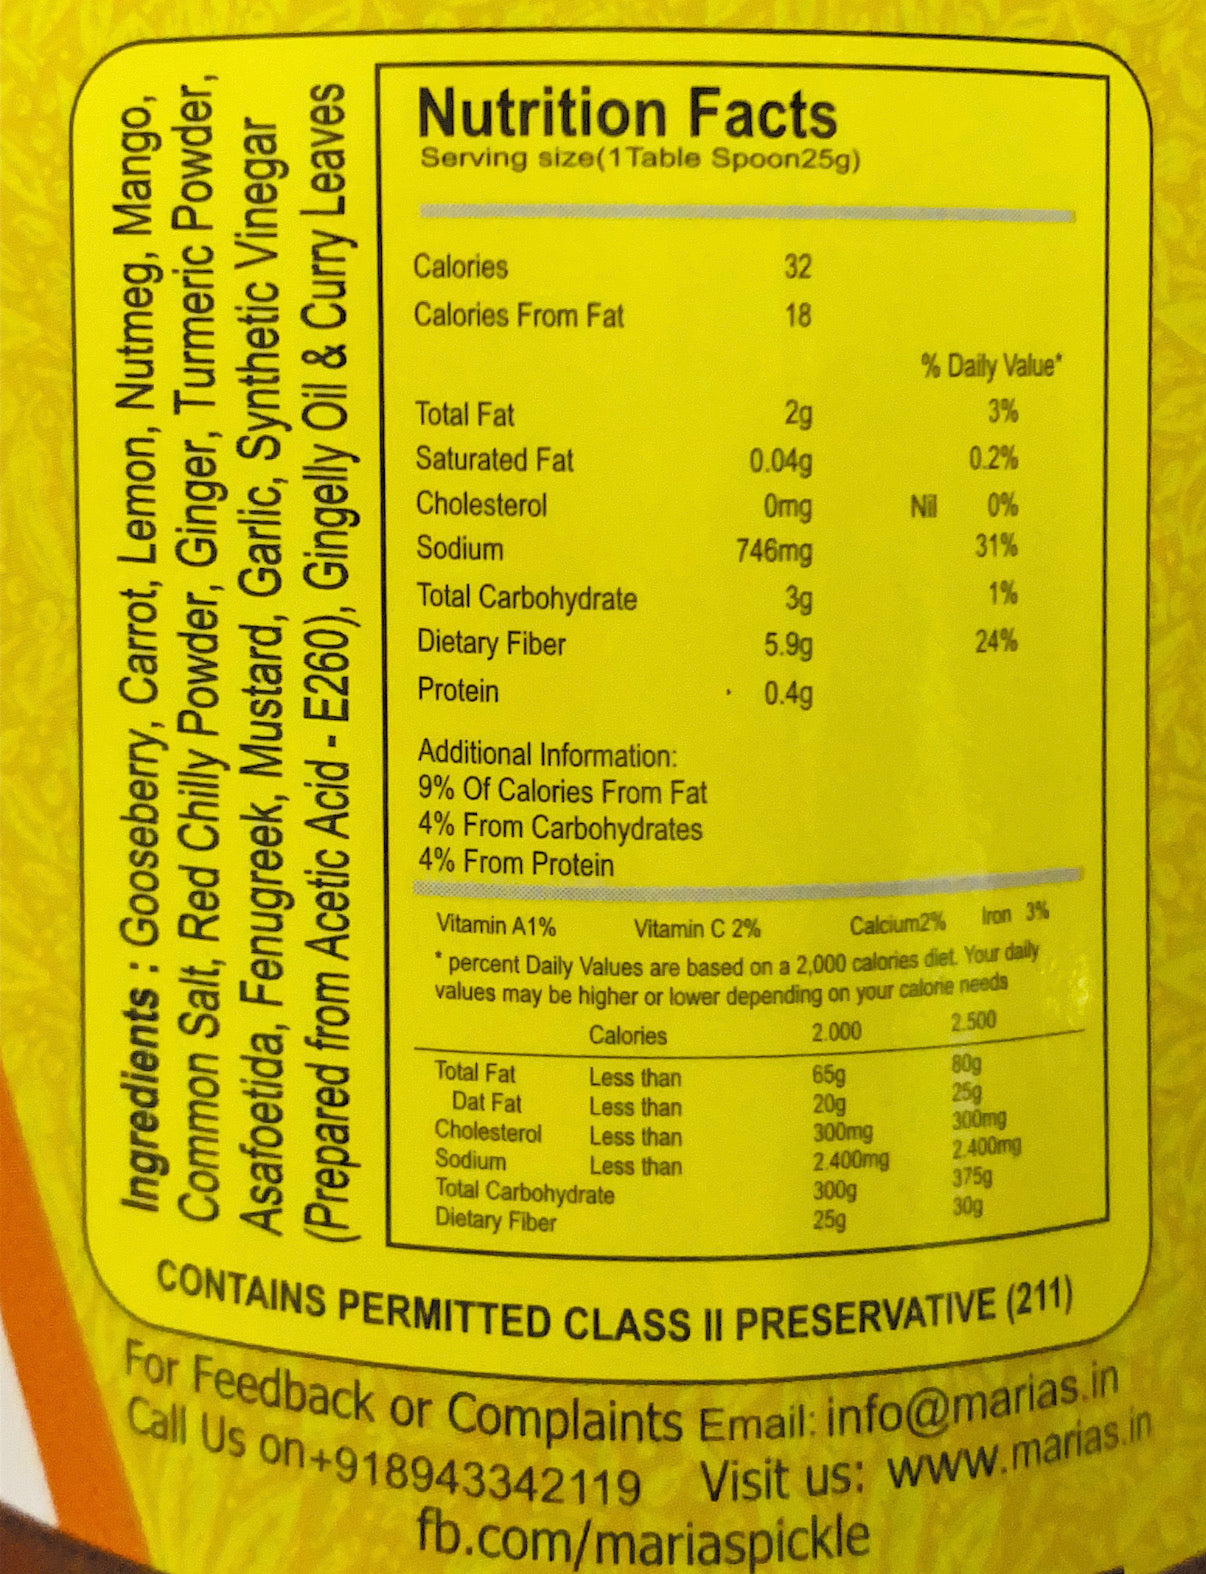 Ingredients : Gooseberry, Carrot, Lemon, Nutmeg, Mango,
Common Salt, Red Chilly Powder, Ginger, Turmeric Powder,
Asafoetida, Fenugreek, Mustard, Garlic, Synthetic Vinegar
(Prepared from Acetic Acid - E260), Gingelly Oil & Curry Leaves
Nutrition Facts
Serving size(1Table Spoon25g)
Calories 32
Calories From Fat 18
% Daily Value*
Total Fat 2g 3%
Saturated Fat 0.04g 0.2%
Cholesterol 0mg Nil 0%
Sodium 746mg 31%
Total Carbohydrate 3g 1%
Dietary Fiber 5.9g 24%
Protein 0.4g
Additional Information:
9% Of Calories From Fat
4% From Carbohydrates
4% From Protein
Vitamin A1% Vitamin C 2% Calcium2% Iron 3%
* percent Daily Values are based on a 2,000 calories diet. Your daily
values may be higher or lower depending on your calorie needs
Calories 2.000 2.500
Total Fat Less than 65g 80g
Dat Fat Less than 20g 25g
Cholesterol Less than 300mg 300mg
Sodium Less than 2.400mg 2.400mg
Total Carbohydrate 300g 375g
Dietary Fiber 25g 30g
CONTAINS PERMITTED CLASS II PRESERVATIVE (211)
For Feedback or Complaints Email: info@marias.in
Call Us on+918943342119 Visit us: www.marias.in
fb.com/mariaspickle